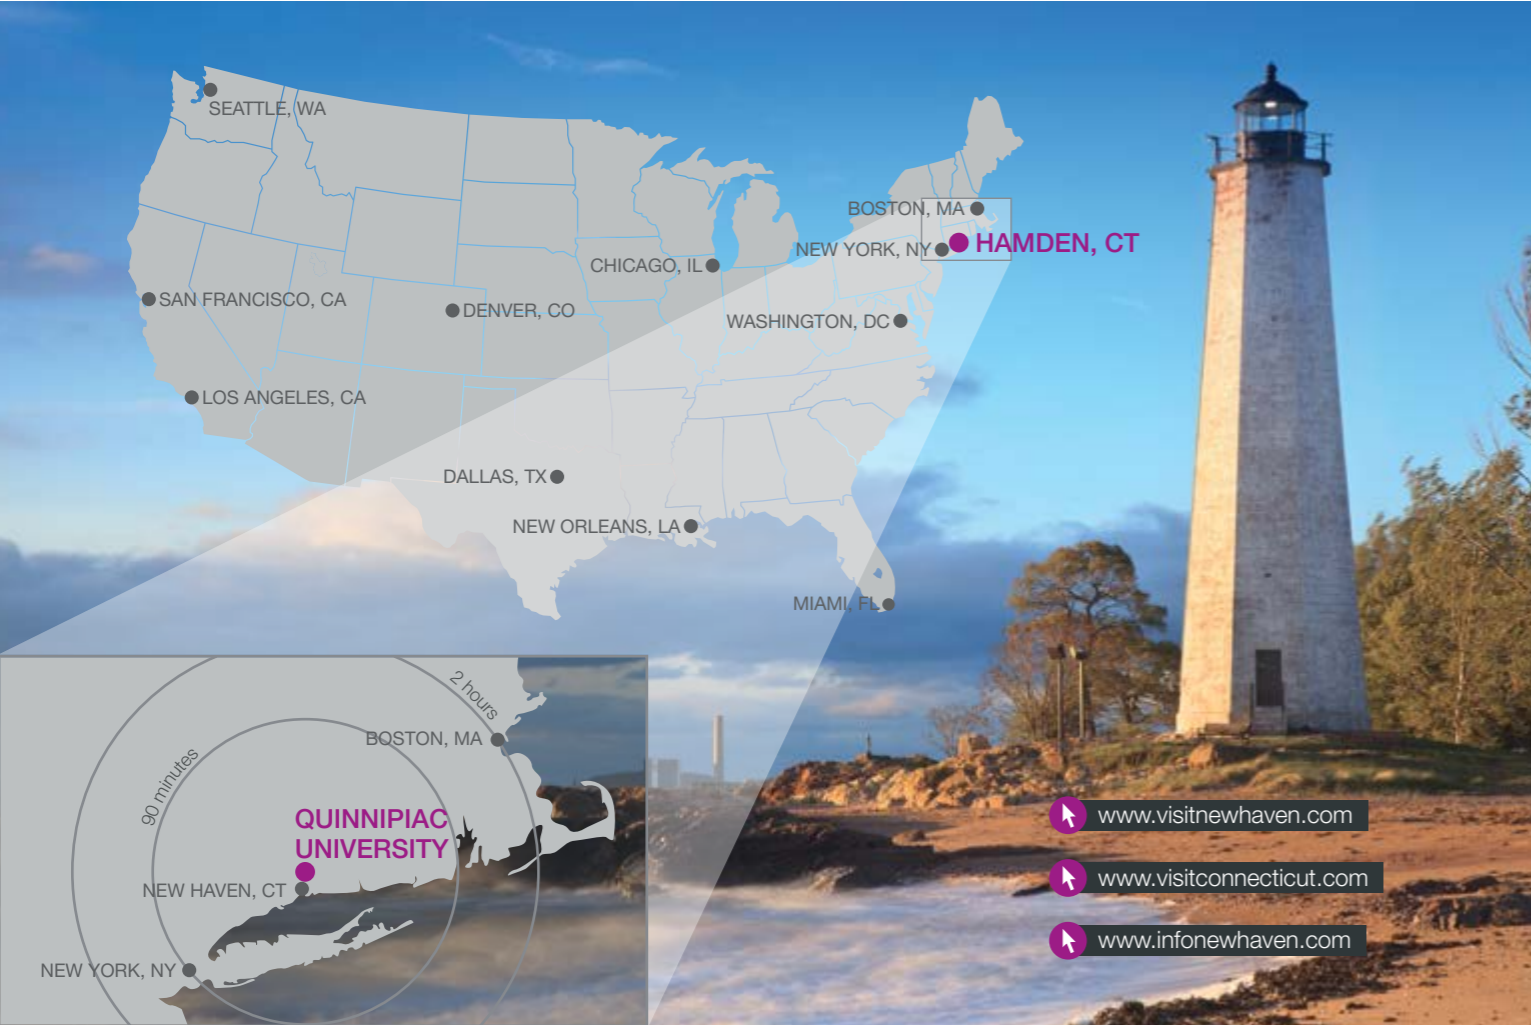 SEATTLE, WA
BOSTON, MA
HAMDEN, CT
NEW YORK, NY
CHICAGO, IL
SAN FRANCISCO, CA
DENVER, CO
WASHINGTON, DC
LOS ANGELES, CA
DALLAS, TX
NEW ORLEANS, LA
MIAMI, FL
2 hours
BOSTON, MA
90 minutes
QUINNIPIAC
UNIVERSITY
NEW HAVEN, CT
NEW YORK, NY
www.visitnewhaven.com
www.visitconnecticut.com
www.infonewhaven.com